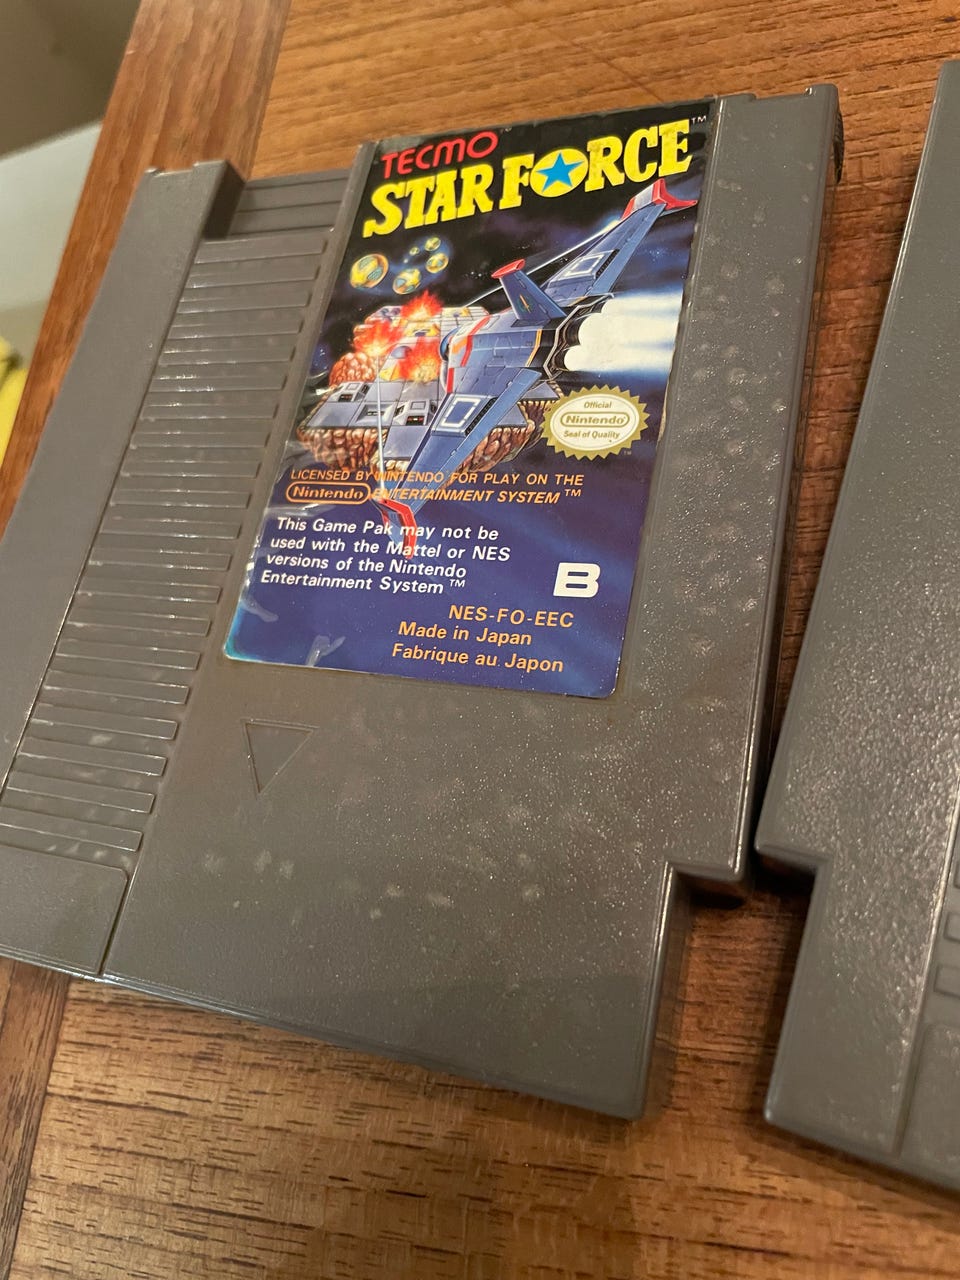 TECMO
STAR FORCE™
Official
Nintendo
Seal of Quality
™
LICENSED BY NINTENDO FOR PLAY ON THE
Nintendo ENTERTAINMENT SYSTEM™
This Game Pak may not be
used with the Mattel or NES
versions of the Nintendo
Entertainment System™
B
NES-FO-EEC
Made in Japan
Fabrique au Japon